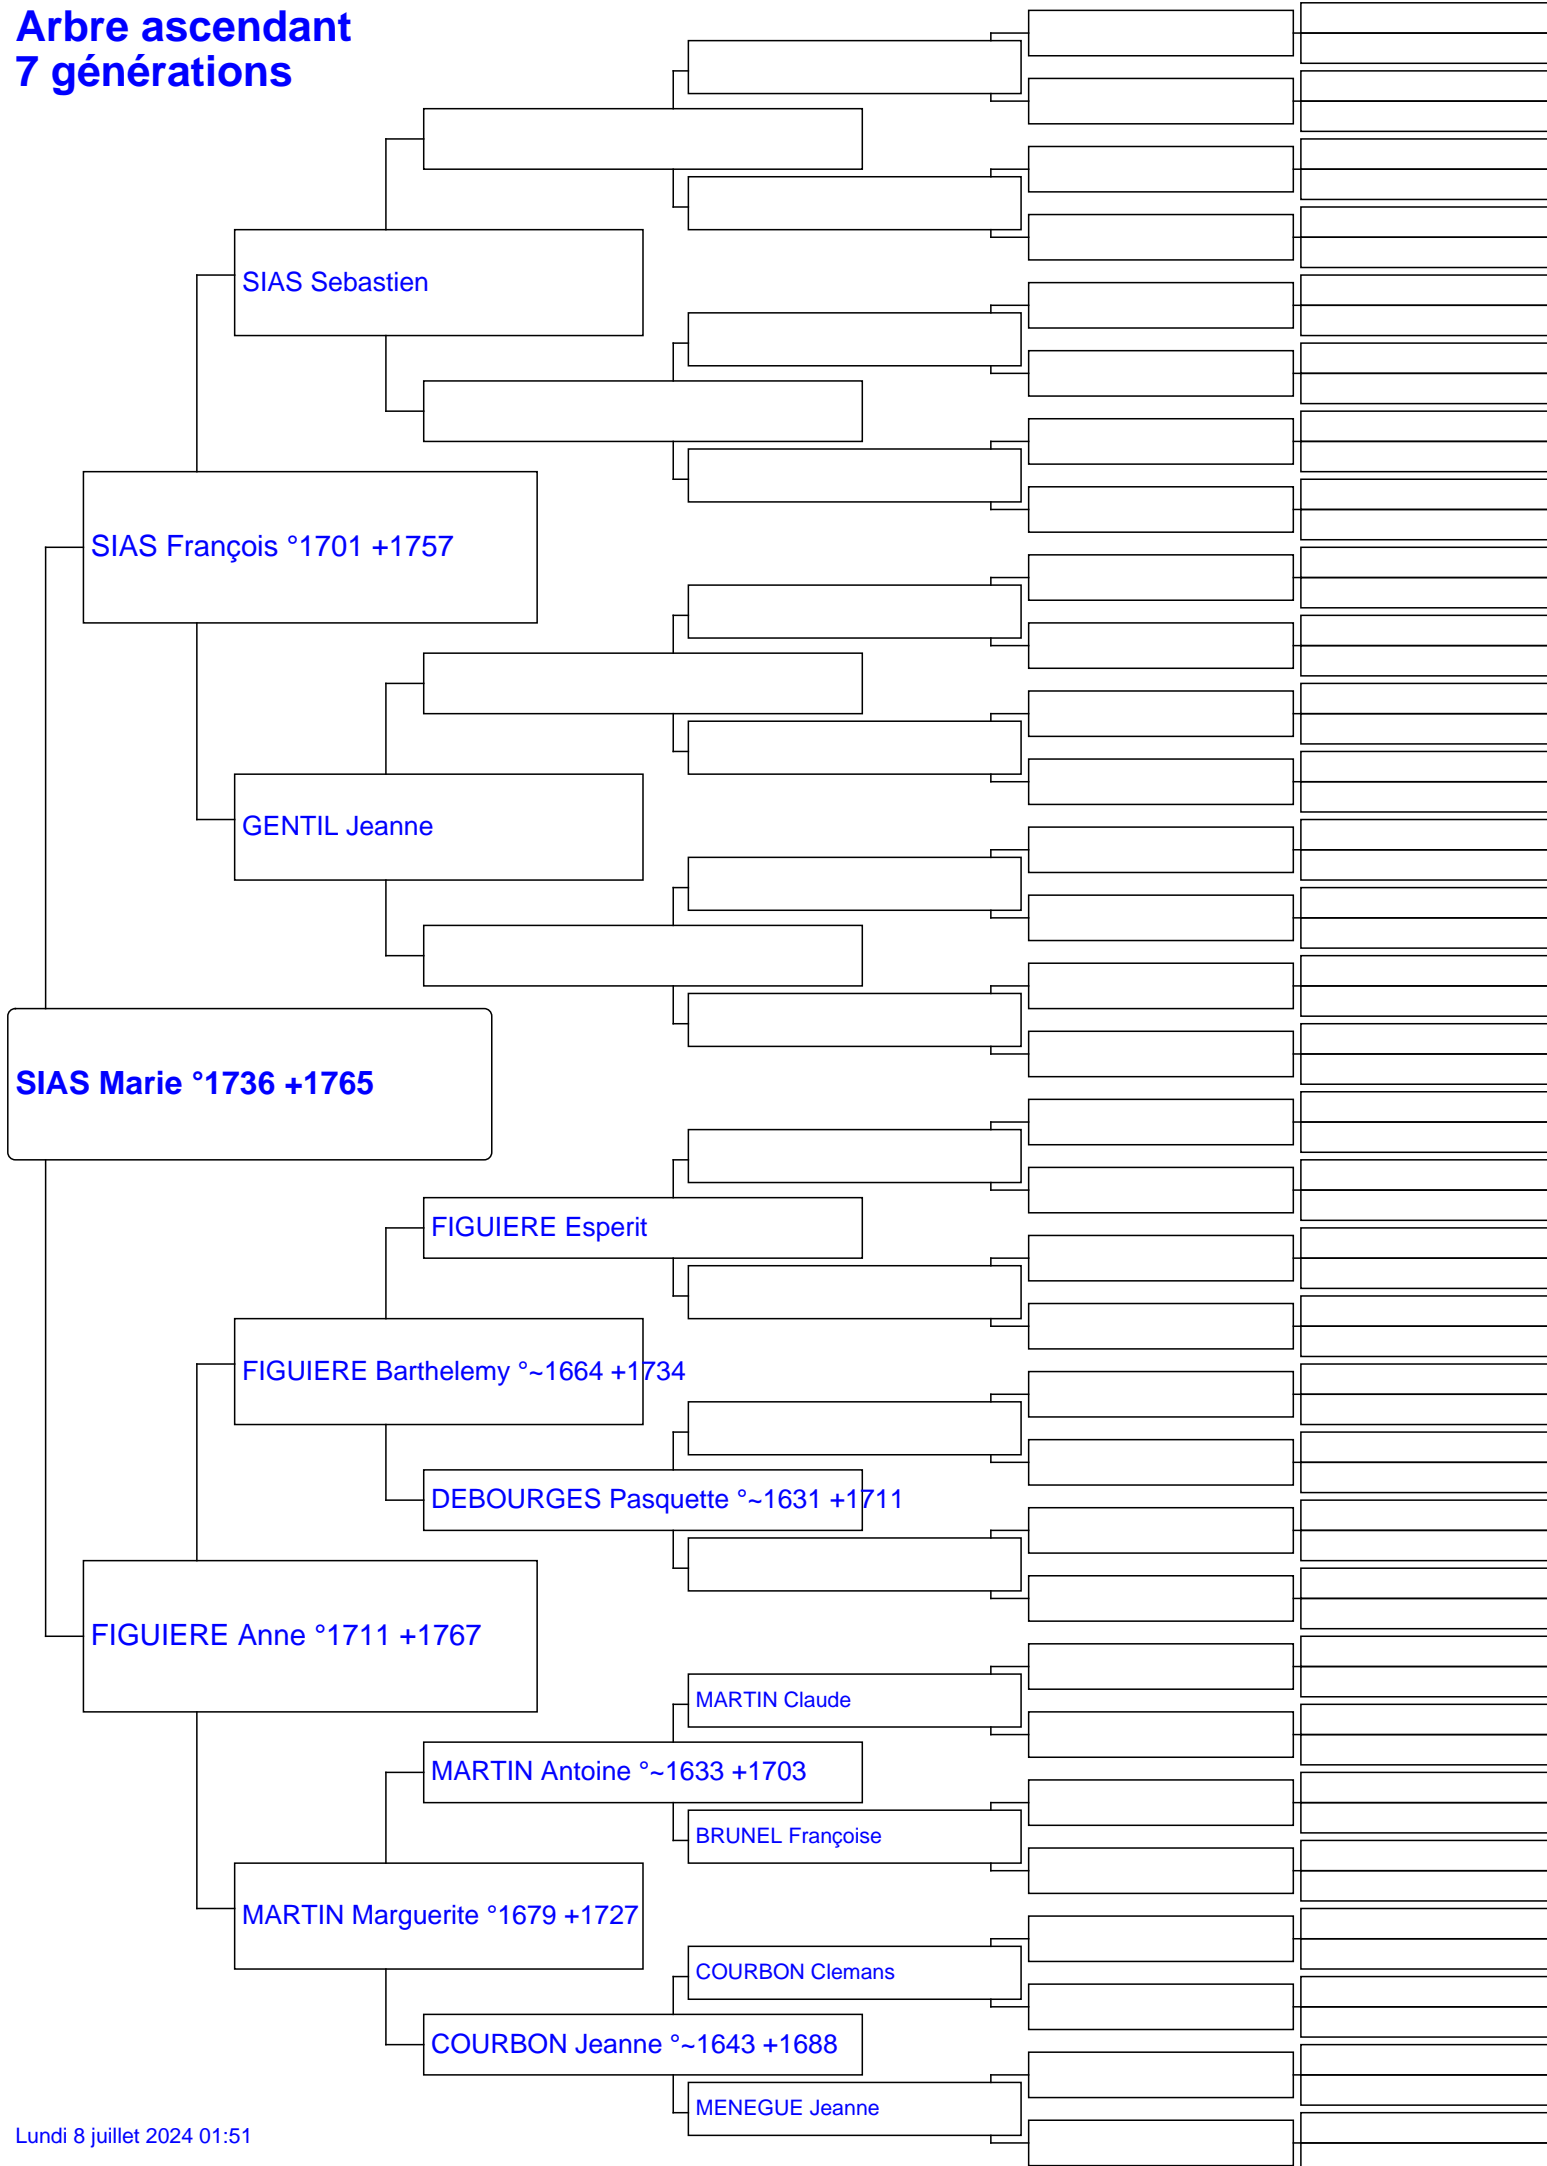 Arbre ascendant
7 générations
SIAS Sebastien
SIAS François °1701 +1757
GENTIL Jeanne
SIAS Marie °1736 +1765
FIGUIERE Esperit
FIGUIERE Barthelemy °~1664 +1734
DEBOURGES Pasquette °~1631 +1711
FIGUIERE Anne °1711 +1767
MARTIN Claude
MARTIN Antoine °~1633 +1703
BRUNEL Françoise
MARTIN Marguerite °1679 +1727
COURBON Clemans
COURBON Jeanne °~1643 +1688
MENEGUE Jeanne
Lundi 8 juillet 2024 01:51